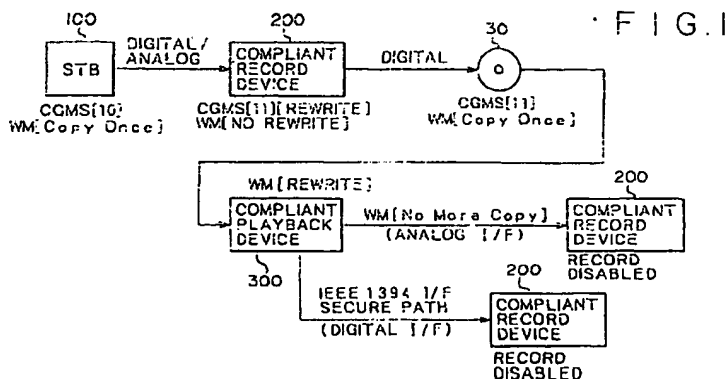 FIG.1
100
STB
CGMS[10]
WM[Copy Once]
DIGITAL/
ANALOG
200
COMPLIANT
RECORD
DEVICE
CGMS[11][REWRITE]
WM[NO REWRITE]
DIGITAL
30
CGMS[11]
WM[Copy Once]
WM[REWRITE]
COMPLIANT
PLAYBACK
DEVICE
300
WM[No More Copy]
(ANALOG I/F)
200
COMPLIANT
RECORD
DEVICE
RECORD
DISABLED
IEEE 1394 I/F
SECURE PATH
(DIGITAL I/F)
200
COMPLIANT
RECORD
DEVICE
RECORD
DISABLED